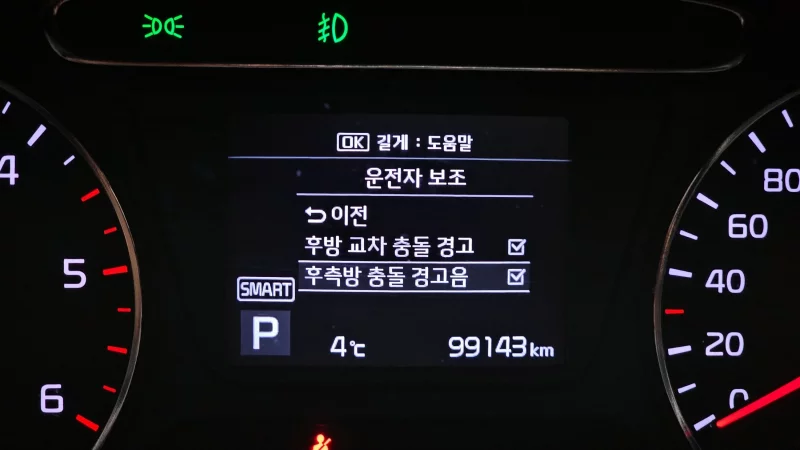 OK 길게 : 도움말
운전자 보조
이전
후방 교차 충돌 경고
후측방 충돌 경고음
SMART
P
4℃ 99143 km
4
5
6
80
60
40
20
0